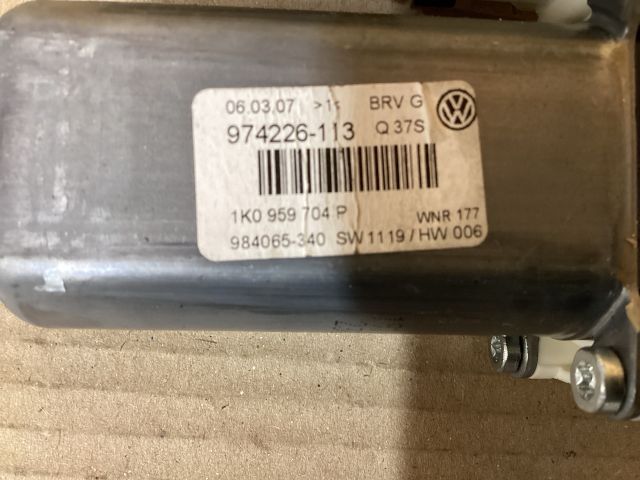 06.03.07 >1< BRV G
974226-113 Q 37S
1K0 959 704 P WNR 177
984065-340 SW1119/HW 006